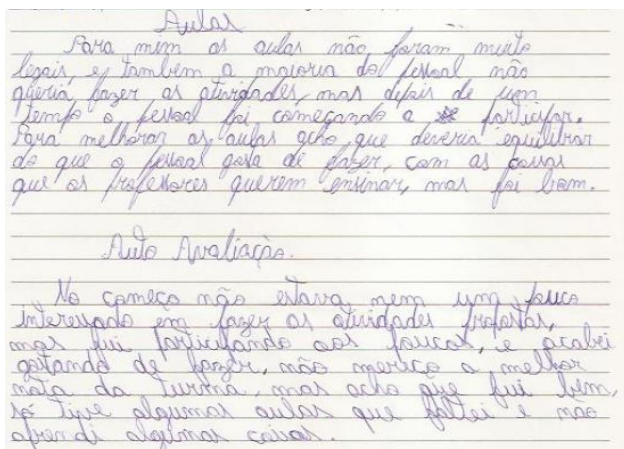 Aulas
Para mim as aulas não foram muito
legais, e também a maioria do pessoal não
queria fazer as atividades, mas depois de um
tempo o pessoal foi começando a participar.
Para melhorar as aulas acho que deveria equilibrar
do que o pessoal gosta de fazer, com as coisas
que os professores querem ensinar, mas foi bom.
Auto Avaliação.
No começo não estava nem um pouco
interessado em fazer as atividades propostas,
mas fui participando aos poucos, e acabei
gostando de fazer, não mereço a melhor
nota da turma, mas acho que fui bem,
só tive algumas aulas que faltei e não
aprendi algumas coisas.